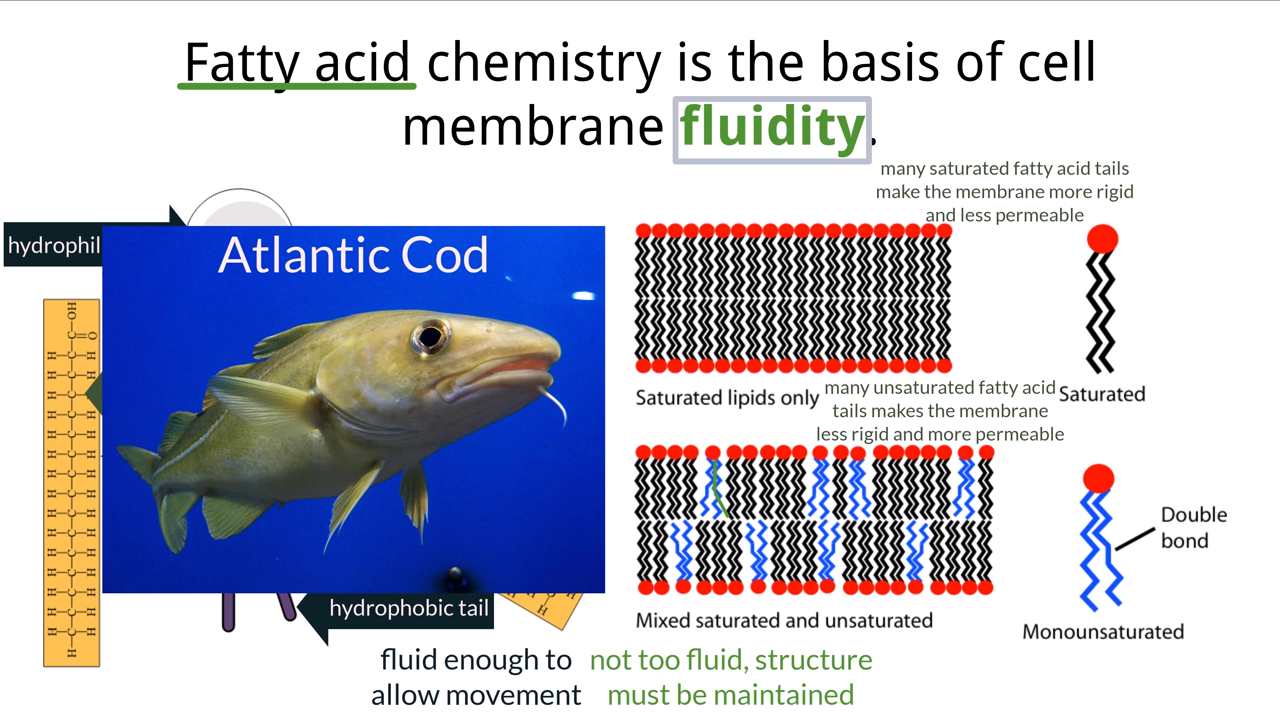 Fatty acid chemistry is the basis of cell
membrane fluidity.
many saturated fatty acid tails
make the membrane more rigid
and less permeable
hydrophil
Atlantic Cod
Saturated lipids only
Saturated
many unsaturated fatty acid
tails makes the membrane
less rigid and more permeable
Double
bond
hydrophobic tail
Mixed saturated and unsaturated
Monounsaturated
fluid enough to
allow movement
not too fluid, structure
must be maintained